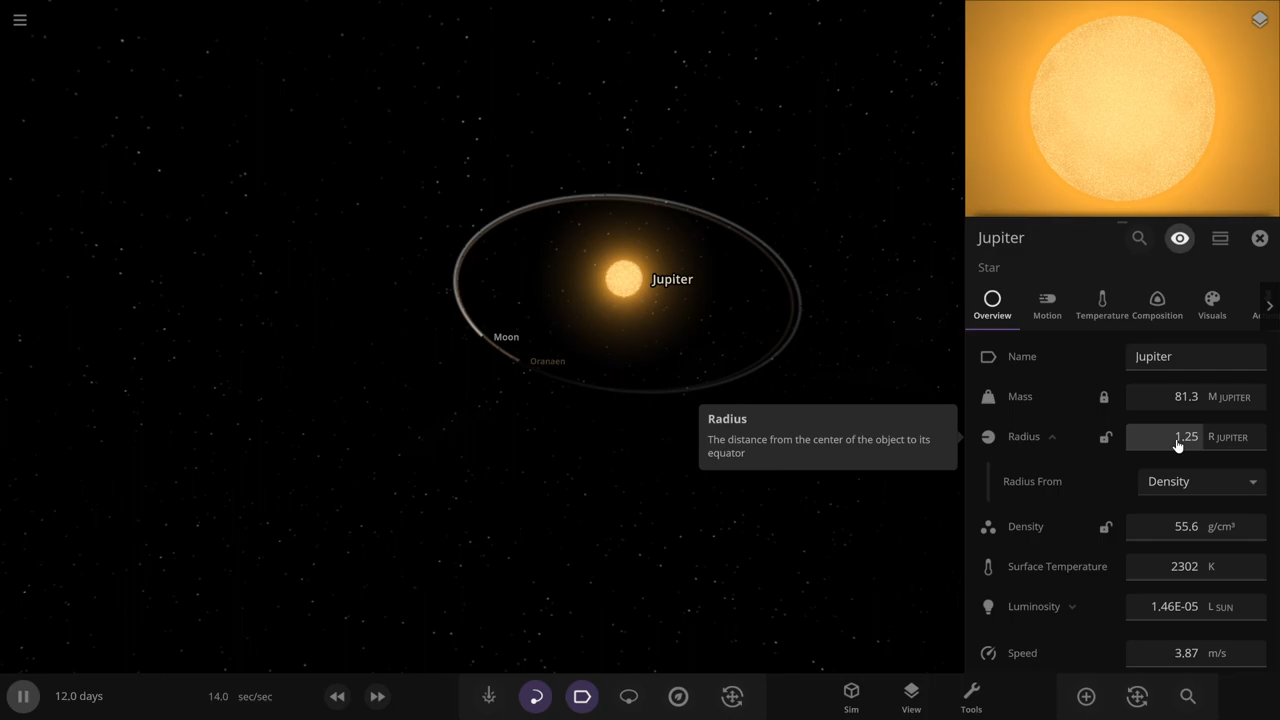 Jupiter
Moon
Oranaen
Radius
The distance from the center of the object to its
equator
Jupiter
Star
Overview Motion Temperature Composition Visuals
Name Jupiter
Mass 81.3 M JUPITER
Radius 1.25 R JUPITER
Radius From Density
Density 55.6 g/cm³
Surface Temperature 2302 K
Luminosity 1.46E-05 L SUN
Speed 3.87 m/s
12.0 days 14.0 sec/sec
Sim View Tools